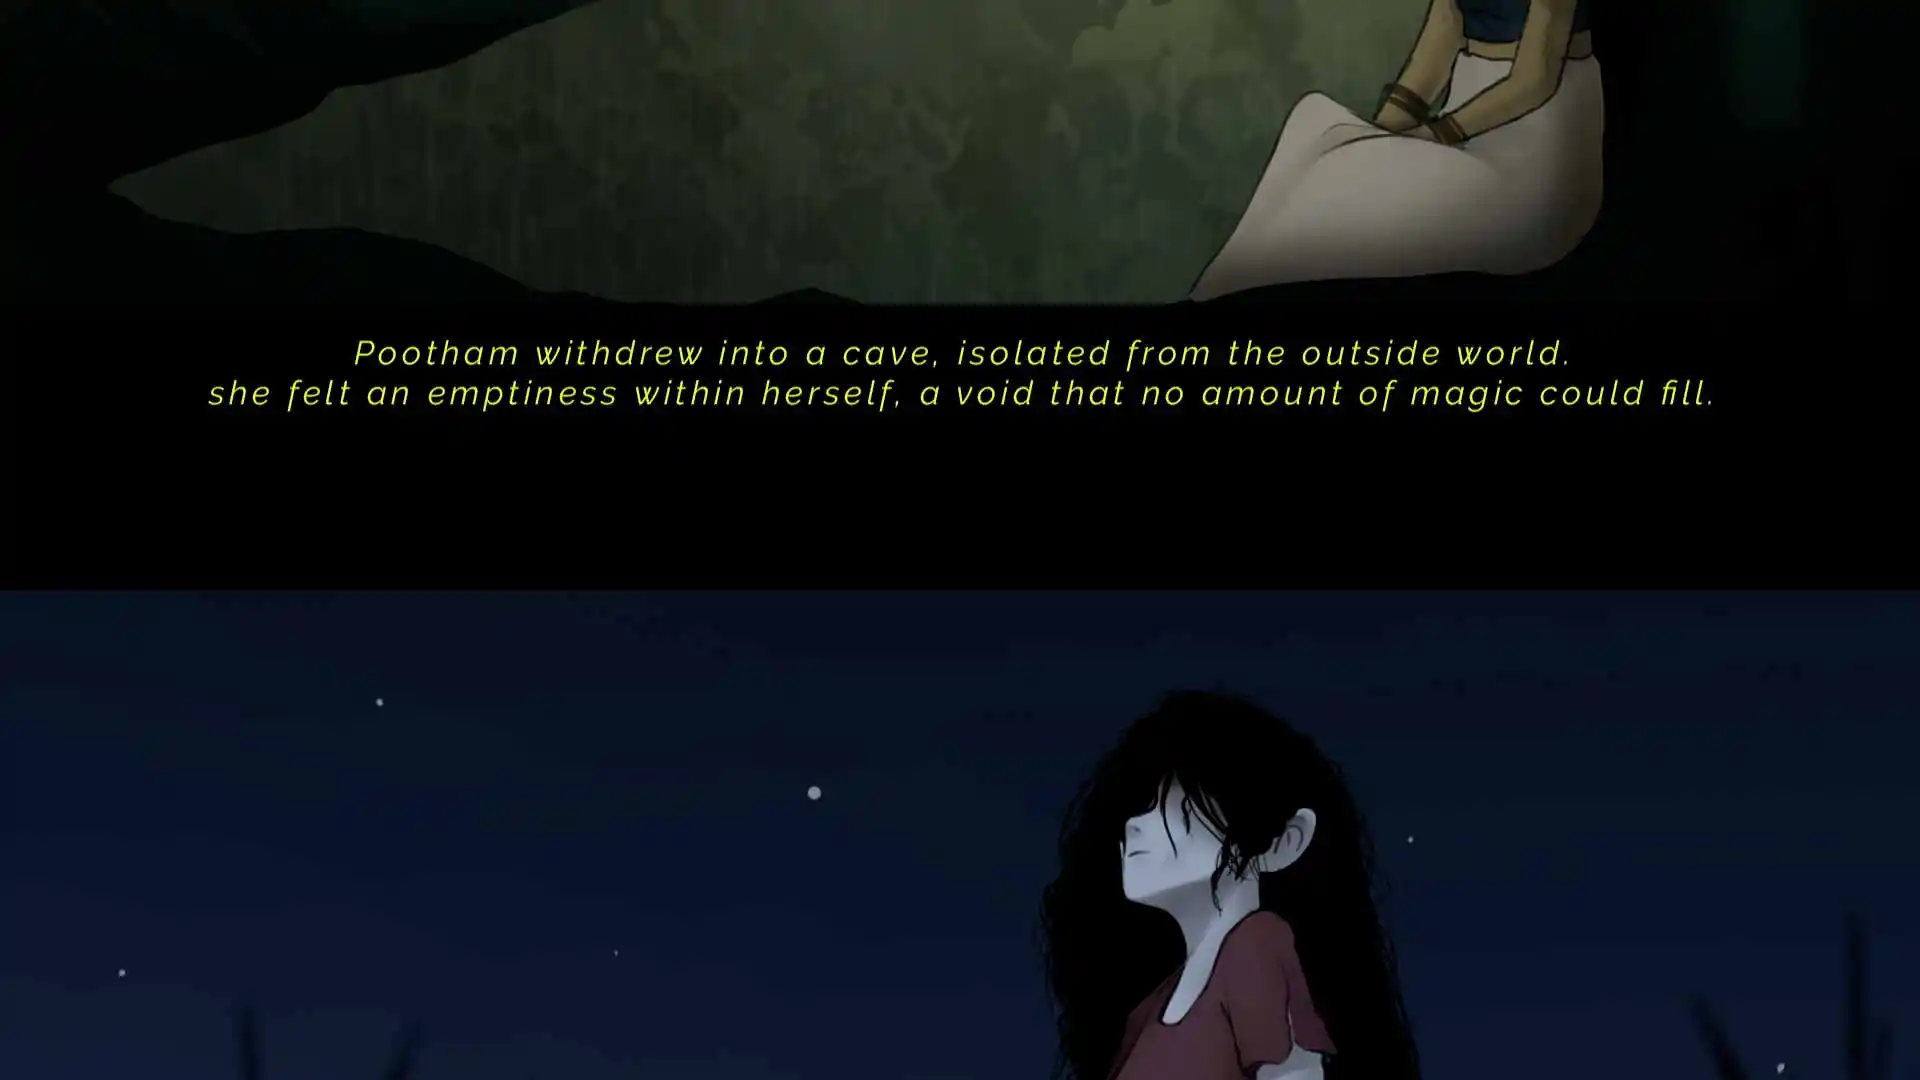 Pootham withdrew into a cave, isolated from the outside world.
she felt an emptiness within herself, a void that no amount of magic could fill.